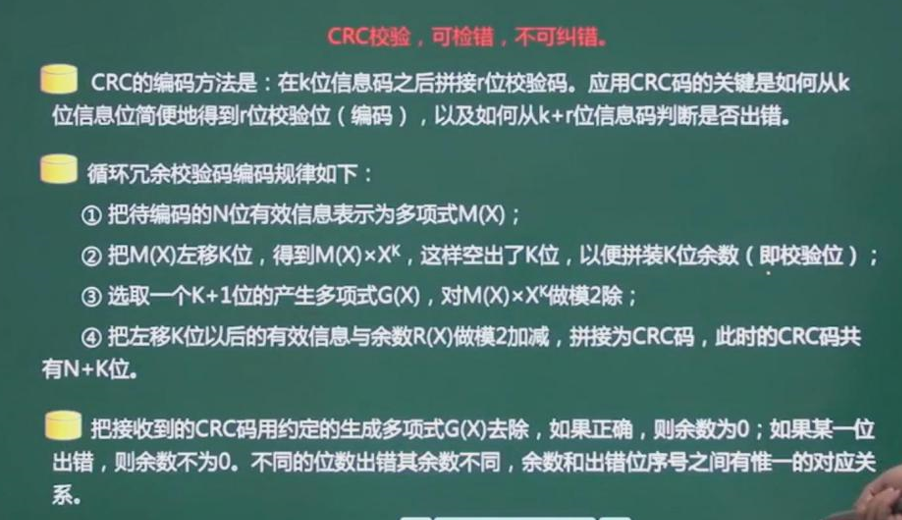 CRC校验，可检错，不可纠错。
CRC的编码方法是：在k位信息码之后拼接r位校验码。应用CRC码的关键是如何从k
位信息位简便地得到r位校验位（编码），以及如何从k+r位信息码判断是否出错。
循环冗余校验码编码规律如下：
① 把待编码的N位有效信息表示为多项式M(X)；
② 把M(X)左移K位，得到M(X)×Xᴷ，这样空出了K位，以便拼装K位余数（即校验位）；
③ 选取一个K+1位的产生多项式G(X)，对M(X)×Xᴷ做模2除；
④ 把左移K位以后的有效信息与余数R(X)做模2加减，拼接为CRC码，此时的CRC码共
有N+K位。
把接收到的CRC码用约定的生成多项式G(X)去除，如果正确，则余数为0；如果某一位
出错，则余数不为0。不同的位数出错其余数不同，余数和出错位序号之间有惟一的对应关
系。